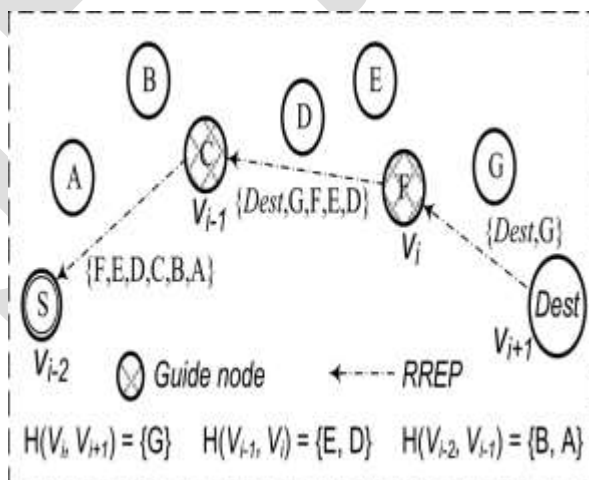 B
E
D
C
A
G
F
V_{i-1}
{Dest,G,F,E,D}
V_i
{Dest,G}
{F,E,D,C,B,A}
S
Dest
V_{i-2}
V_{i+1}
Guide node
RREP
H(V_i, V_{i+1}) = {G} H(V_{i-1}, V_i) = {E, D} H(V_{i-2}, V_{i-1}) = {B, A}